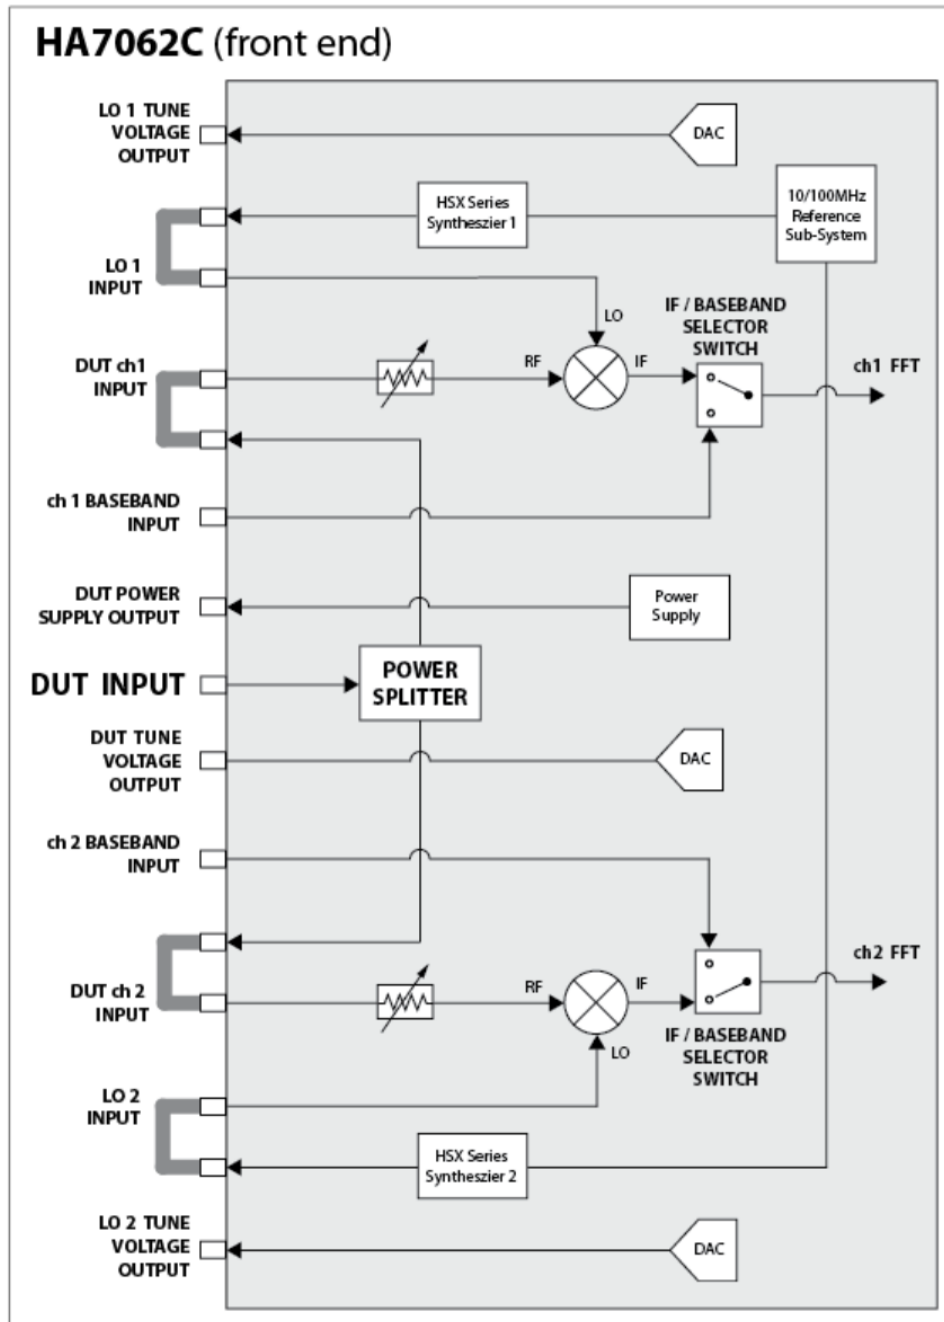 HA7062C (front end)
LO 1 TUNE
VOLTAGE
OUTPUT
DAC
HSX Series
Syntheszier 1
10/100MHz
Reference
Sub-System
LO 1
INPUT
LO
IF / BASEBAND
SELECTOR
SWITCH
DUT ch1
INPUT
RF
IF
ch1 FFT
ch 1 BASEBAND
INPUT
DUT POWER
SUPPLY OUTPUT
Power
Supply
DUT INPUT
POWER
SPLITTER
DUT TUNE
VOLTAGE
OUTPUT
DAC
ch 2 BASEBAND
INPUT
DUT ch 2
INPUT
RF
IF
ch2 FFT
LO
IF / BASEBAND
SELECTOR
SWITCH
LO 2
INPUT
HSX Series
Syntheszier 2
LO 2 TUNE
VOLTAGE
OUTPUT
DAC